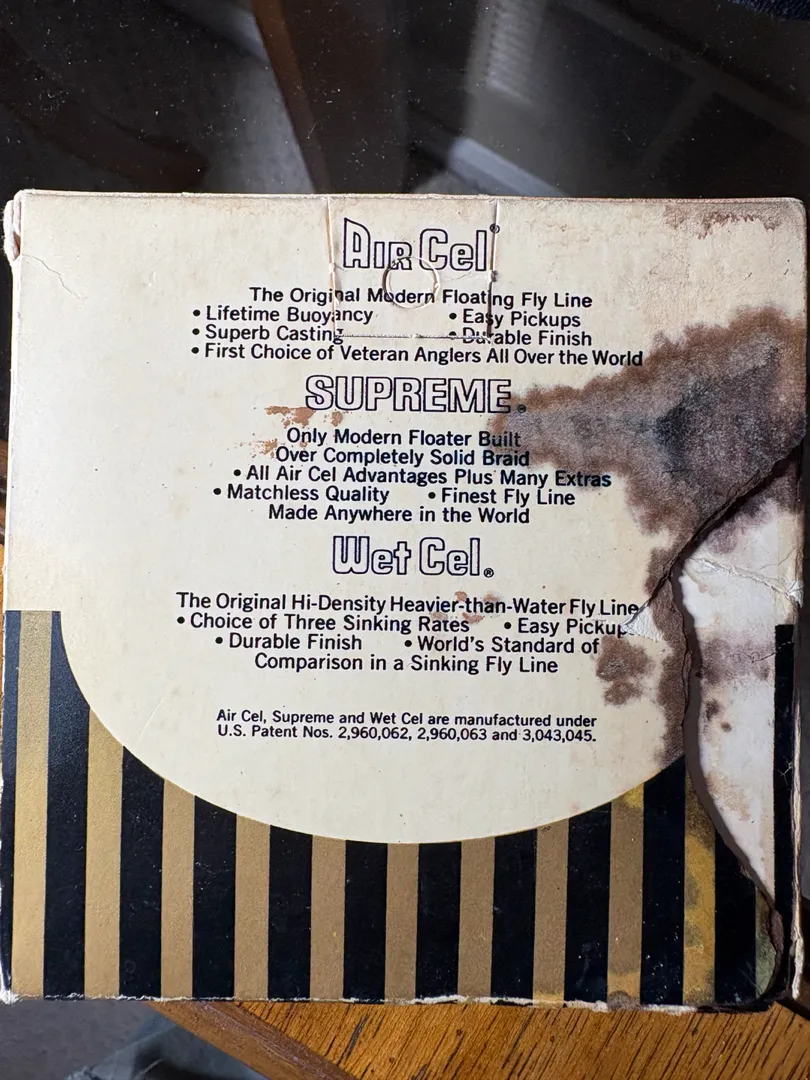 Air Cel®
The Original Modern Floating Fly Line
• Lifetime Buoyancy • Easy Pickups
• Superb Casting • Durable Finish
• First Choice of Veteran Anglers All Over the World
SUPREME®
Only Modern Floater Built
Over Completely Solid Braid
• All Air Cel Advantages Plus Many Extras
• Matchless Quality • Finest Fly Line
Made Anywhere in the World
Wet Cel®
The Original Hi-Density Heavier-than-Water Fly Line
• Choice of Three Sinking Rates • Easy Pickups
• Durable Finish • World's Standard of
Comparison in a Sinking Fly Line
Air Cel, Supreme and Wet Cel are manufactured under
U.S. Patent Nos. 2,960,062, 2,960,063 and 3,043,045.